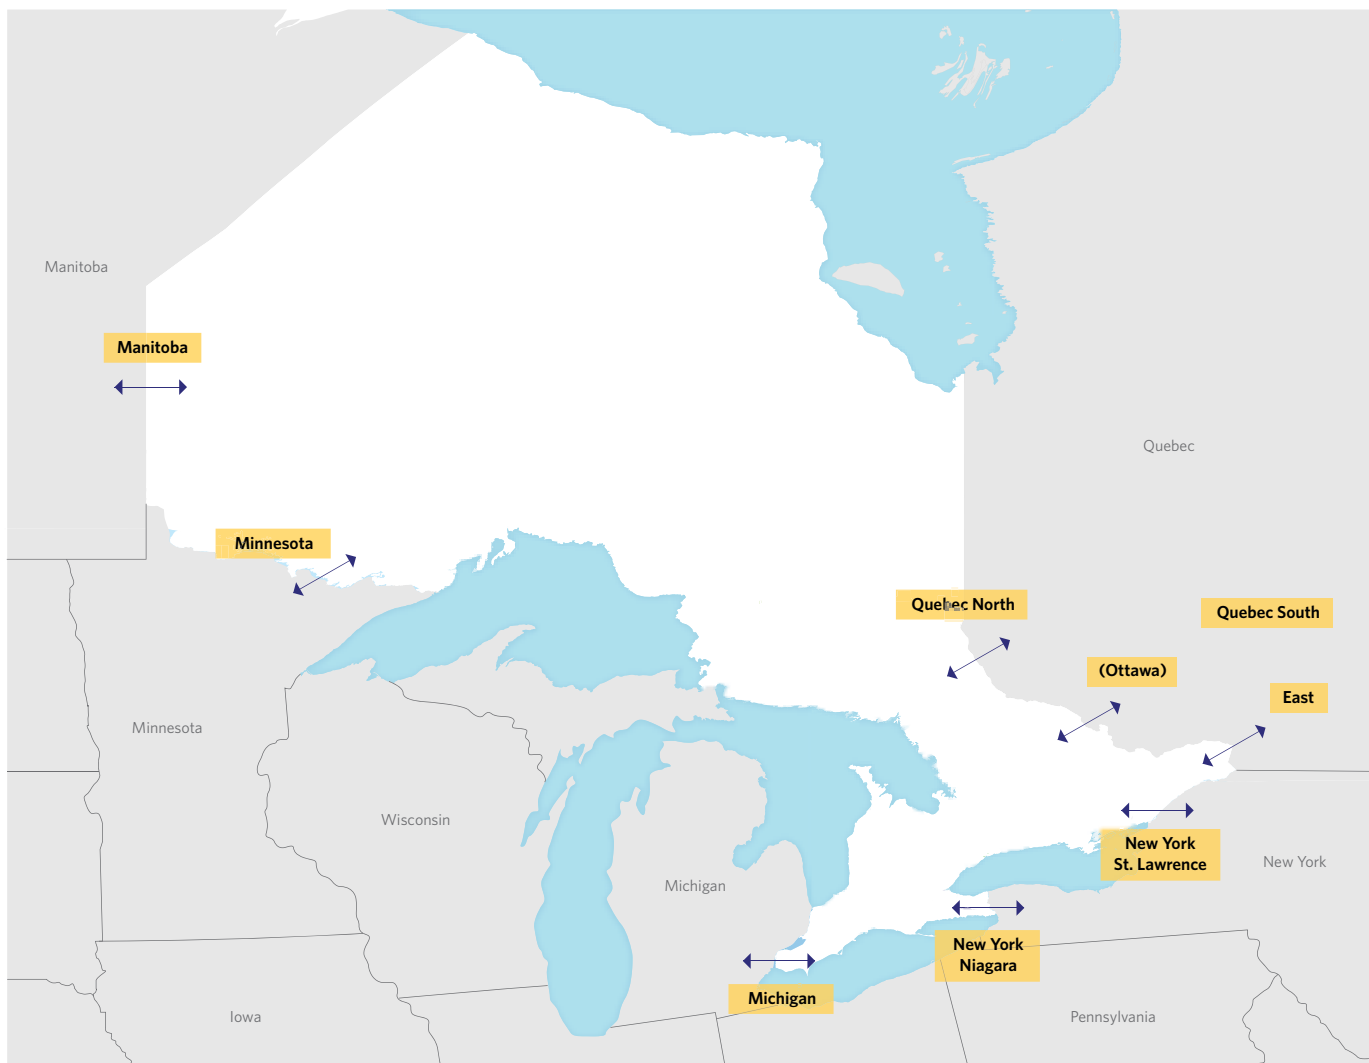 Manitoba
Manitoba
Quebec
Minnesota
Quebec North
Quebec South
(Ottawa)
East
Minnesota
Wisconsin
New York
St. Lawrence
New York
Michigan
New York
Niagara
Michigan
Iowa
Pennsylvania